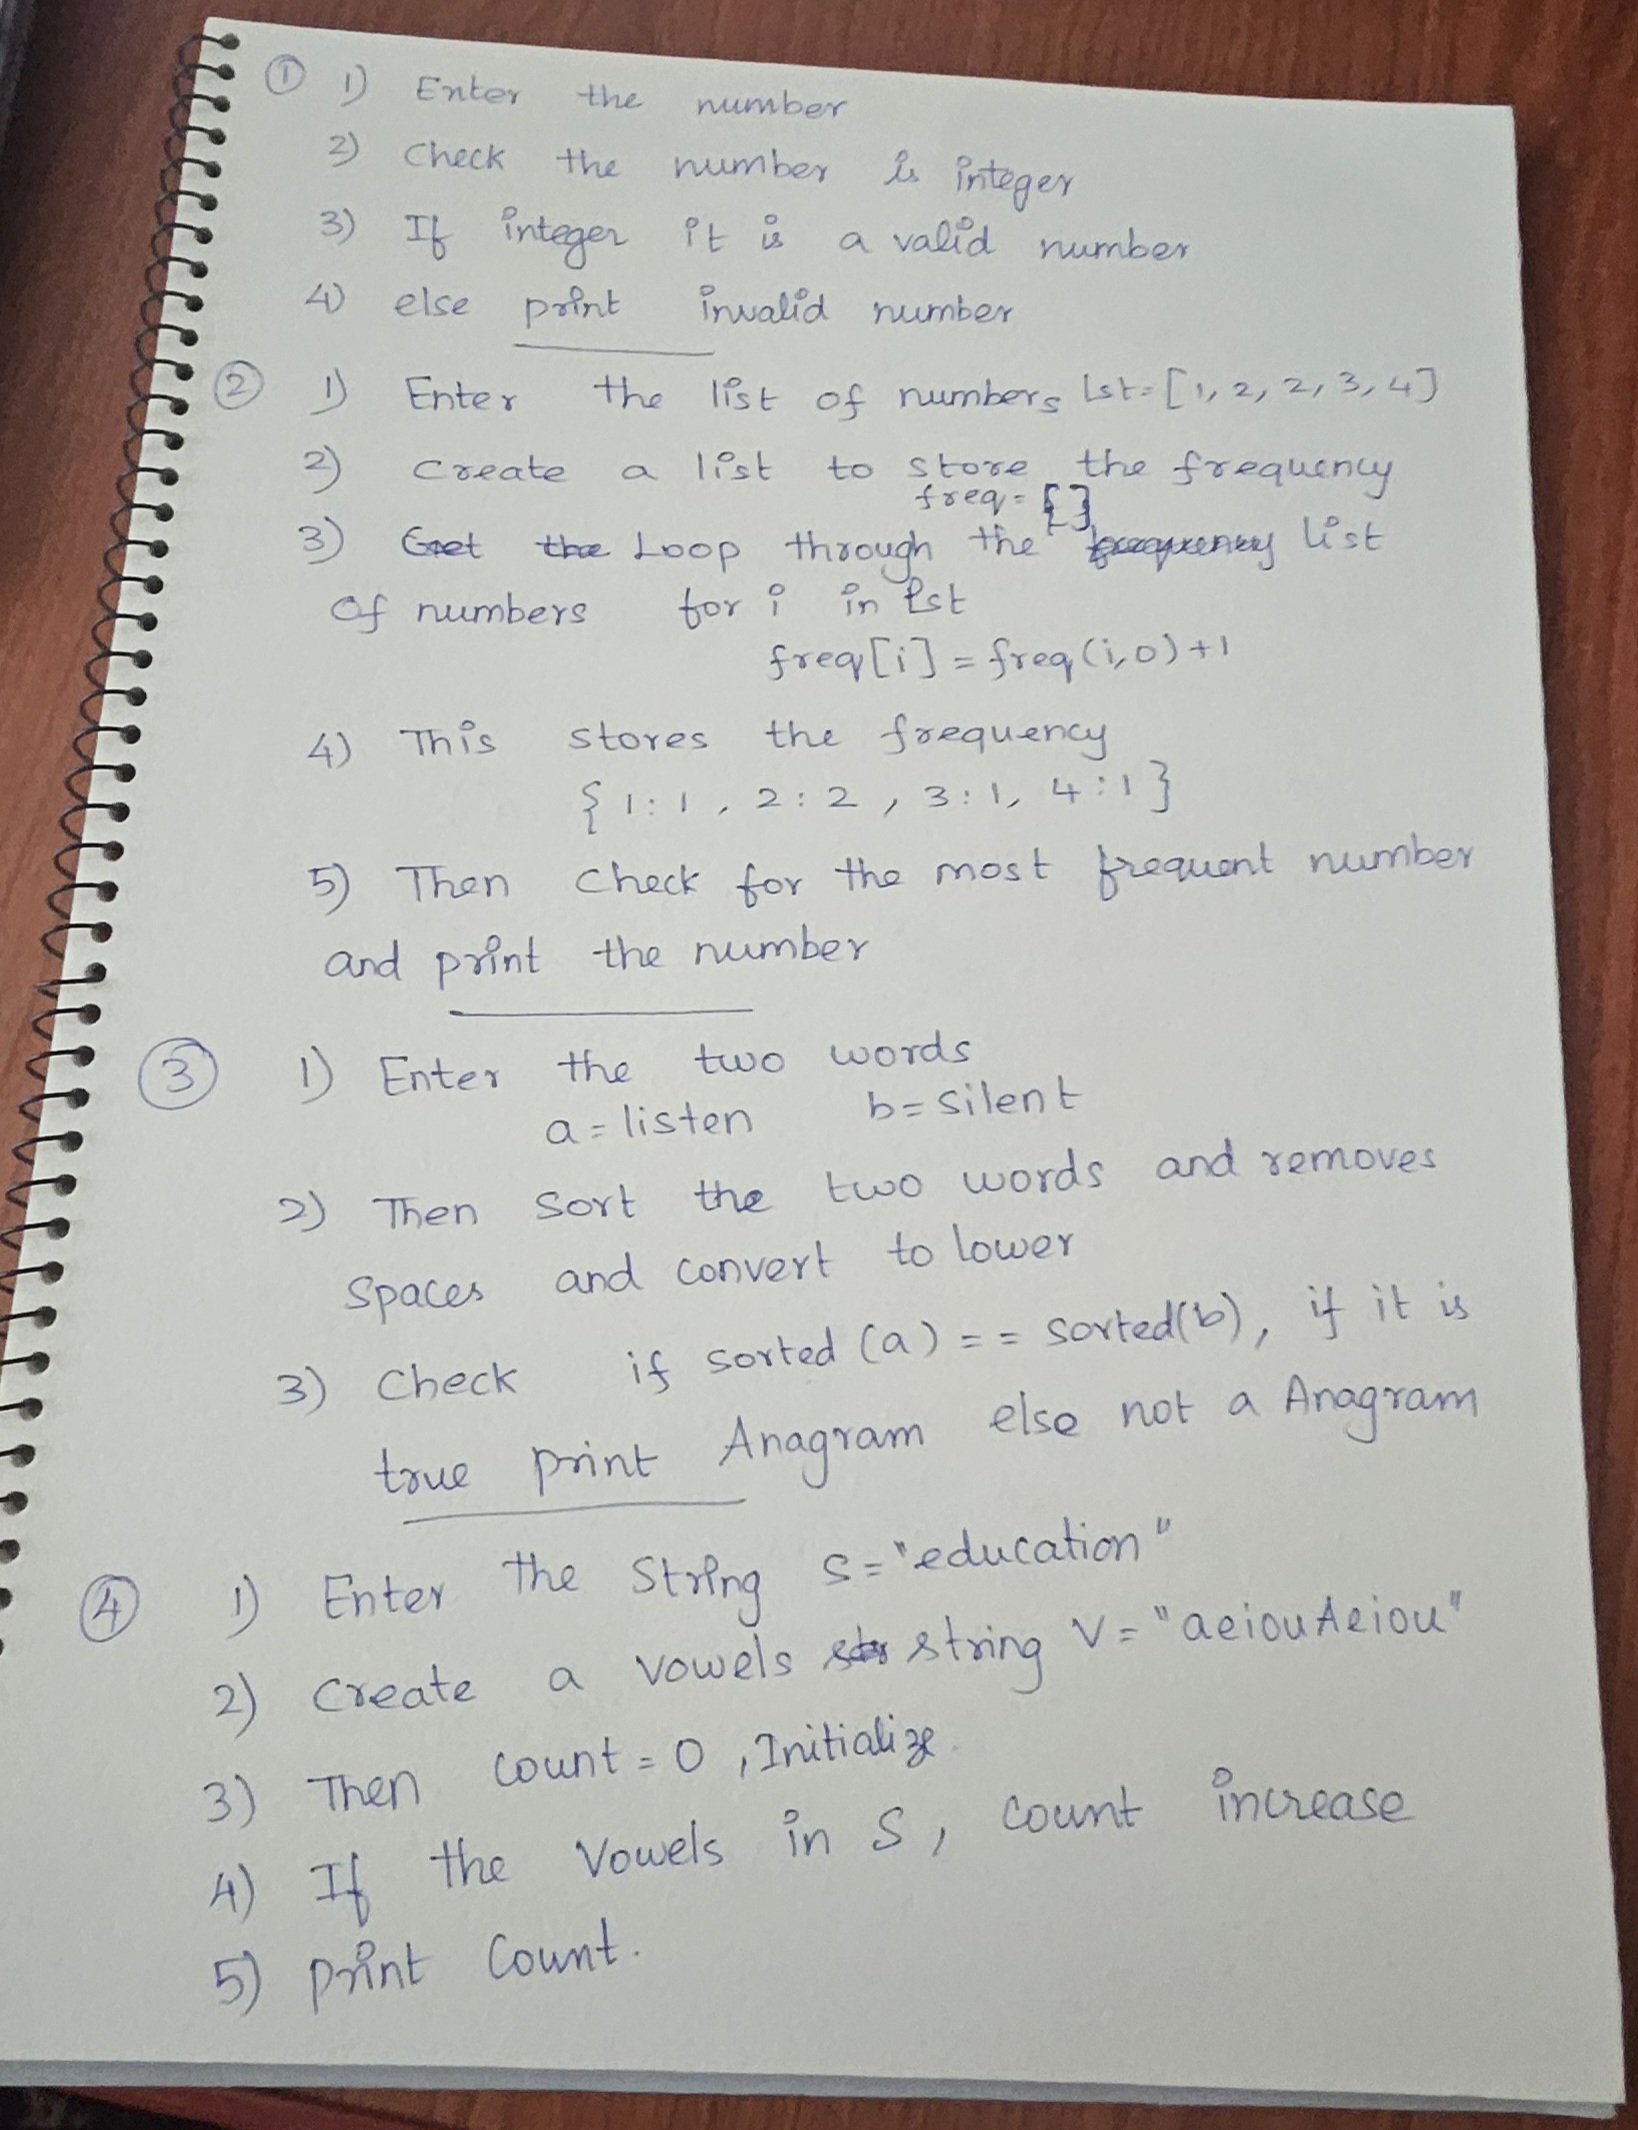 ① 1) Enter the number
2) Check the number is integer
3) If integer it is a valid number
4) else print invalid number
② 1) Enter the list of numbers lst=[1,2,2,3,4]
2) Create a list to store the frequency
freq={}
3) Get the Loop through the frequency list
of numbers for i in lst
freq[i]=freq(i,0)+1
4) This stores the frequency
{1:1, 2:2, 3:1, 4:1}
5) Then check for the most frequent number
and print the number
③ 1) Enter the two words
a=listen b=silent
2) Then sort the two words and removes
spaces and convert to lower
3) Check if sorted (a) == sorted(b), if it is
true print Anagram else not a Anagram
④ 1) Enter the string s="education"
2) Create a vowels string V="aeiouAeiou"
3) Then count=0, Initialize.
4) If the vowels in s, count increase
5) print count.